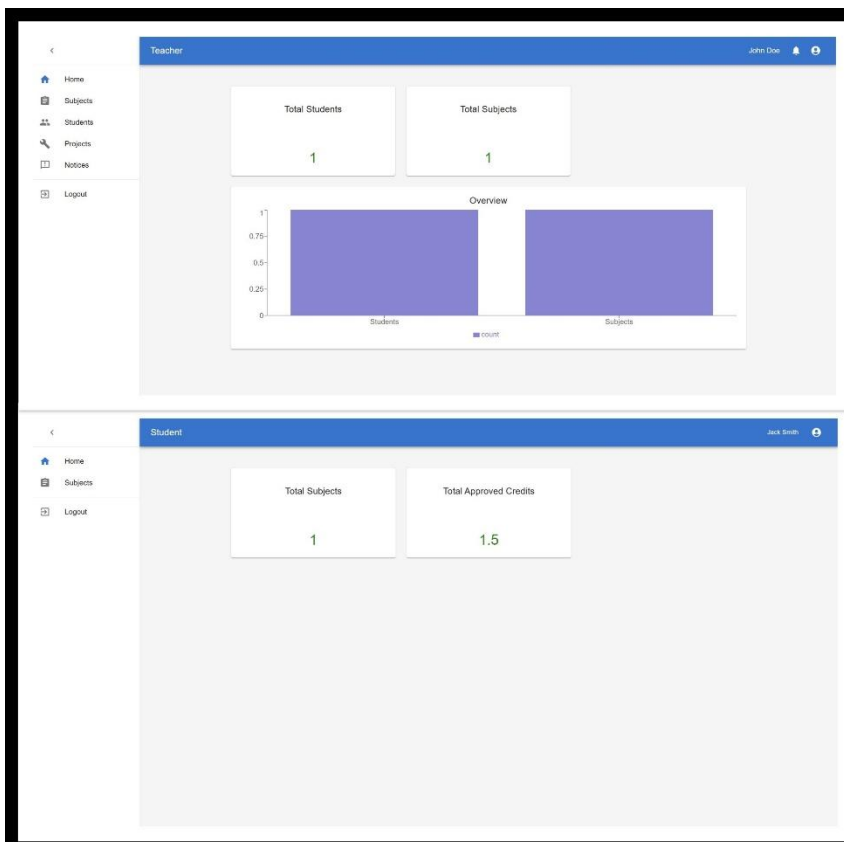 Teacher
John Doe
Home
Subjects
Students
Projects
Notices
Logout
Total Students
1
Total Subjects
1
Overview
1
0.75
0.5
0.25
0
Students
Subjects
count
Student
Jack Smith
Home
Subjects
Logout
Total Subjects
1
Total Approved Credits
1.5